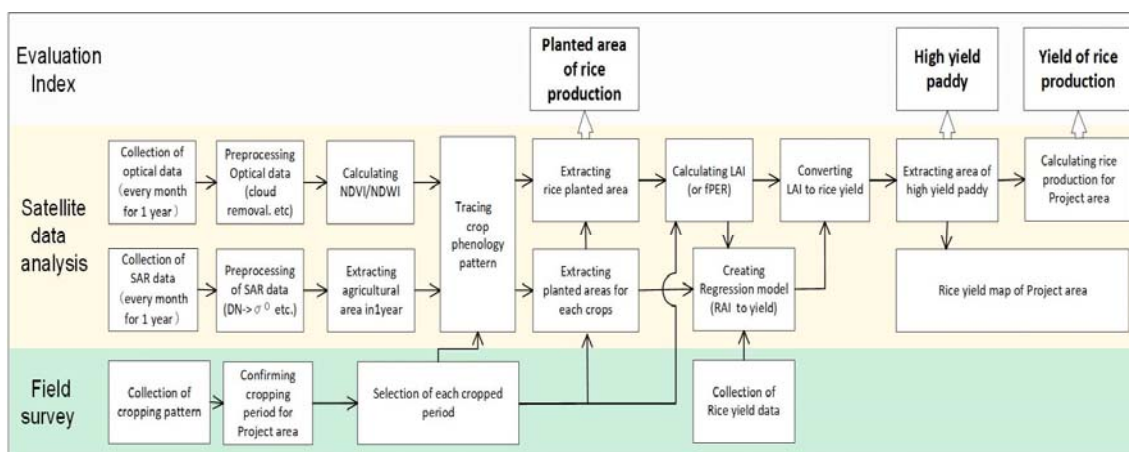 Evaluation
Index
Planted area
of rice
production
High yield
paddy
Yield of rice
production
Satellite
data
analysis
Collection of
optical data
(every month
for 1 year)
Preprocessing
Optical data
(cloud
removal. etc)
Calculating
NDVI/NDWI
Tracing
crop
phenology
pattern
Extracting
rice planted area
Calculating LAI
(or fPER)
Converting
LAI to rice yield
Extracting area of
high yield paddy
Calculating rice
production for
Project area
Collection of
SAR data
(every month
for 1 year)
Preprocessing
of SAR data
(DN->σ⁰ etc.)
Extracting
agricultural
area in1year
Extracting
planted areas for
each crops
Creating
Regression model
(RAI to yield)
Rice yield map of Project area
Field
survey
Collection of
cropping pattern
Confirming
cropping
period for
Project area
Selection of each cropped
period
Collection of
Rice yield data